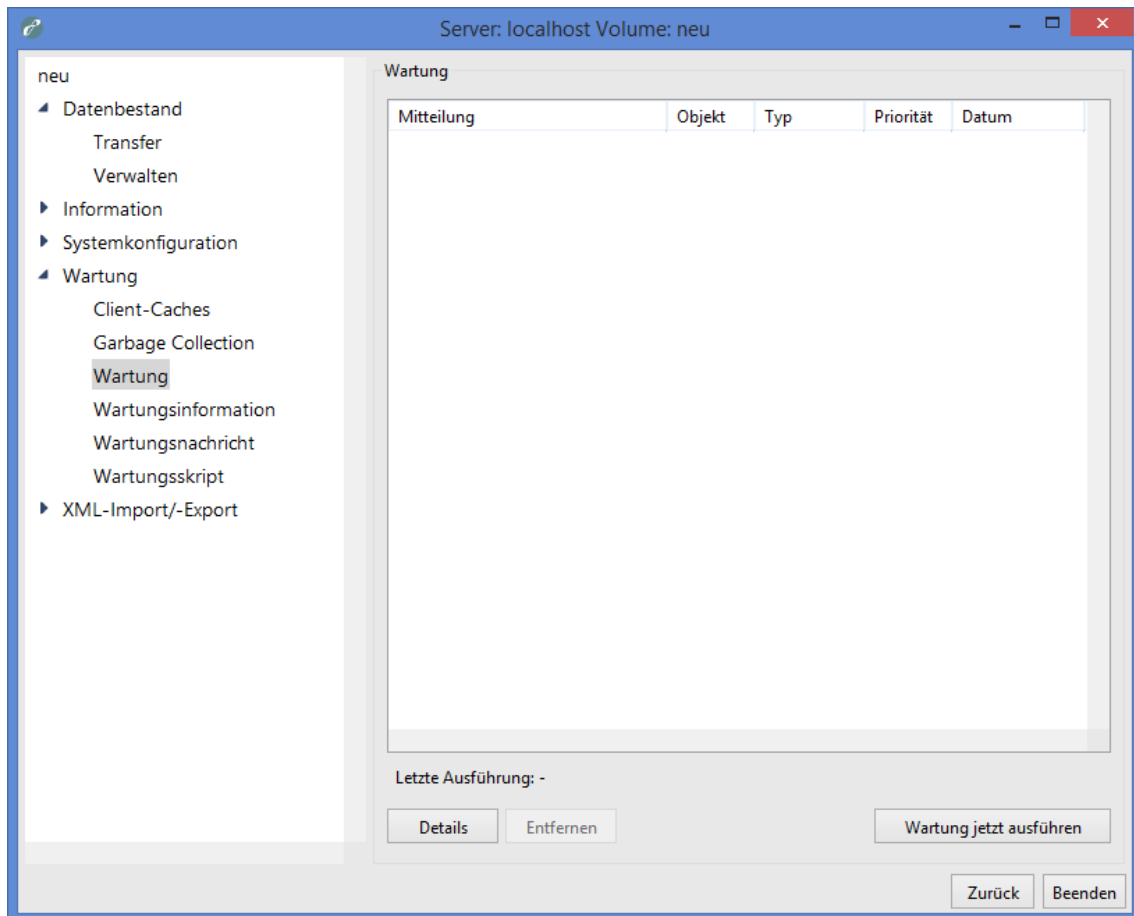 Server: localhost Volume: neu
neu
Datenbestand
Transfer
Verwalten
Information
Systemkonfiguration
Wartung
Client-Caches
Garbage Collection
Wartung
Wartungsinformation
Wartungsnachricht
Wartungsskript
XML-Import/-Export
Wartung
Mitteilung Objekt Typ Priorität Datum
Letzte Ausführung: -
Details Entfernen Wartung jetzt ausführen
Zurück Beenden